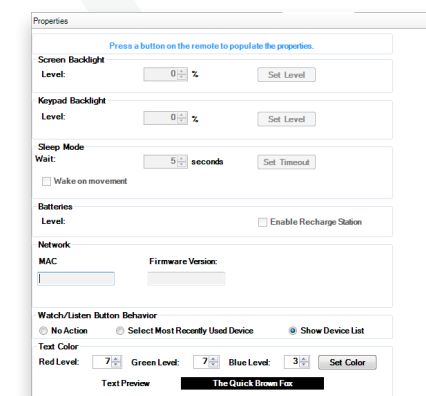 Properties
Press a button on the remote to populate the properties.
Screen Backlight
Level: 0 % Set Level
Keypad Backlight
Level: 0 % Set Level
Sleep Mode
Wait: 5 seconds Set Timeout
Wake on movement
Batteries
Level: Enable Recharge Station
Network
MAC Firmware Version:
Watch/Listen Button Behavior
No Action Select Most Recently Used Device Show Device List
Text Color
Red Level: 7 Green Level: 7 Blue Level: 3 Set Color
Text Preview The Quick Brown Fox